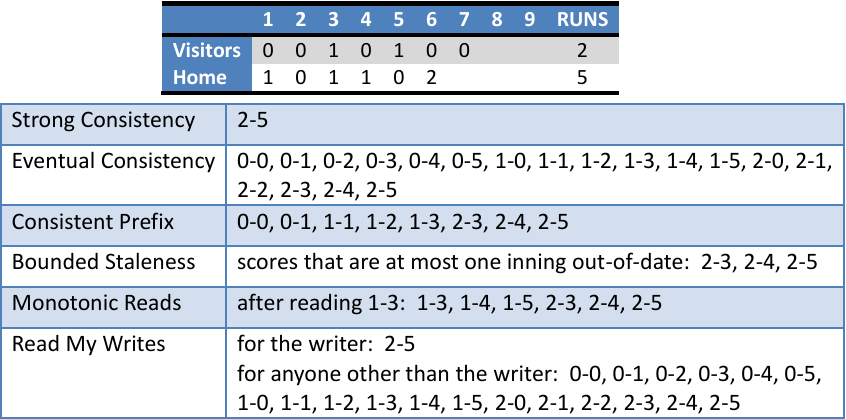 1 2 3 4 5 6 7 8 9 RUNS
Visitors 0 0 1 0 1 0 0 2
Home 1 0 1 1 0 2 5
Strong Consistency 2-5
Eventual Consistency 0-0, 0-1, 0-2, 0-3, 0-4, 0-5, 1-0, 1-1, 1-2, 1-3, 1-4, 1-5, 2-0, 2-1,
2-2, 2-3, 2-4, 2-5
Consistent Prefix 0-0, 0-1, 1-1, 1-2, 1-3, 2-3, 2-4, 2-5
Bounded Staleness scores that are at most one inning out-of-date: 2-3, 2-4, 2-5
Monotonic Reads after reading 1-3: 1-3, 1-4, 1-5, 2-3, 2-4, 2-5
Read My Writes for the writer: 2-5
for anyone other than the writer: 0-0, 0-1, 0-2, 0-3, 0-4, 0-5,
1-0, 1-1, 1-2, 1-3, 1-4, 1-5, 2-0, 2-1, 2-2, 2-3, 2-4, 2-5